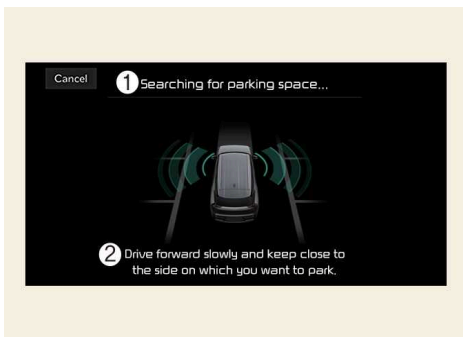 Cancel
1 Searching for parking space...
2 Drive forward slowly and keep close to
the side on which you want to park.